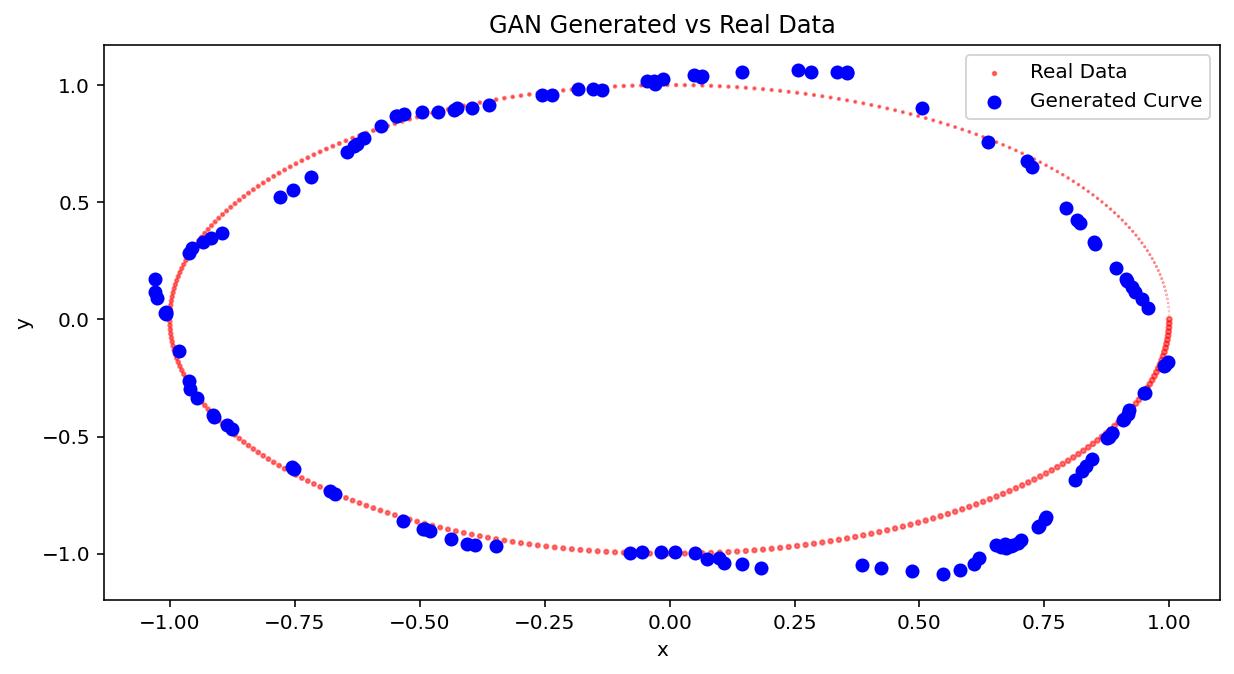 GAN Generated vs Real Data
Real Data
Generated Curve
1.0
0.5
0.0
−0.5
−1.0
y
−1.00 −0.75 −0.50 −0.25 0.00 0.25 0.50 0.75 1.00
x